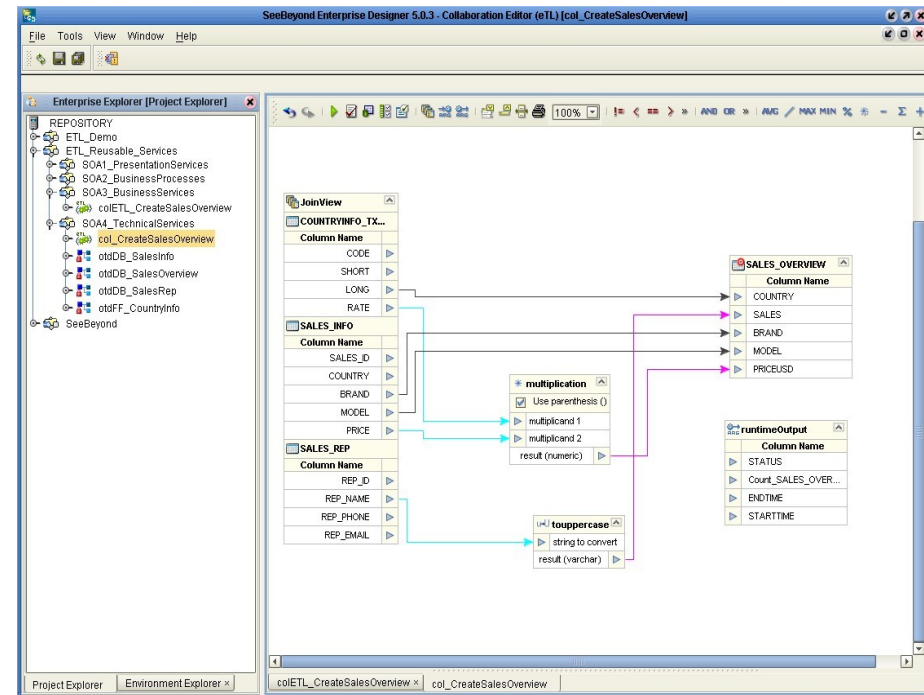 SeeBeyond Enterprise Designer 5.0.3 - Collaboration Editor (eTL) [col_CreateSalesOverview]
File Tools View Window Help
Enterprise Explorer [Project Explorer]
REPOSITORY
ETL_Demo
ETL_Reusable_Services
SOA1_PresentationServices
SOA2_BusinessProcesses
SOA3_BusinessServices
colETL_CreateSalesOverview
SOA4_TechnicalServices
col_CreateSalesOverview
otdDB_SalesInfo
otdDB_SalesOverview
otdDB_SalesRep
otdFF_CountryInfo
SeeBeyond
Project Explorer
Environment Explorer ×
100% != < == > » AND OR » AVG / MAX MIN % * - Σ +
JoinView
COUNTRYINFO_TX...
Column Name
CODE
SHORT
LONG
RATE
SALES_INFO
Column Name
SALES_ID
COUNTRY
BRAND
MODEL
PRICE
SALES_REP
Column Name
REP_ID
REP_NAME
REP_PHONE
REP_EMAIL
* multiplication
Use parenthesis ()
multiplicand 1
multiplicand 2
result (numeric)
touppercase
string to convert
result (varchar)
SALES_OVERVIEW
Column Name
COUNTRY
SALES
BRAND
MODEL
PRICEUSD
runtimeOutput
Column Name
STATUS
Count_SALES_OVER...
ENDTIME
STARTTIME
colETL_CreateSalesOverview ×
col_CreateSalesOverview